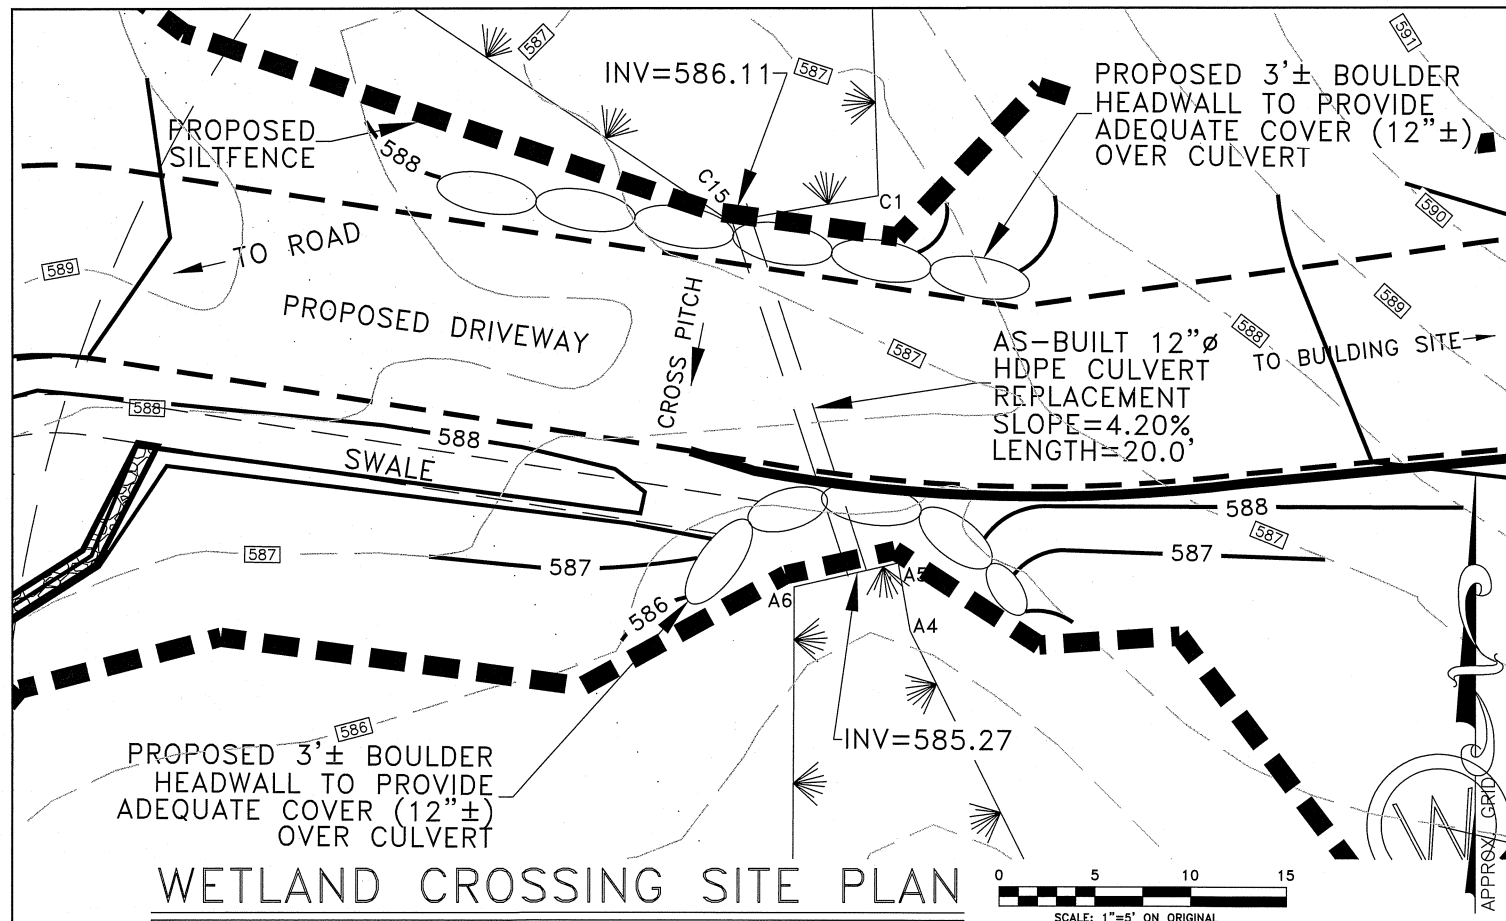 587
591
INV=586.11
587
PROPOSED 3'± BOULDER
HEADWALL TO PROVIDE
ADEQUATE COVER (12"±)
OVER CULVERT
PROPOSED
SILTFENCE
588
C15
C1
590
TO ROAD
589
CROSS PITCH
589
PROPOSED DRIVEWAY
588
587
AS-BUILT 12"ø
HDPE CULVERT
REPLACEMENT
SLOPE=4.20%
LENGTH=20.0'
TO BUILDING SITE
588
588
SWALE
588
587
587
587
587
586
A6
A5
A4
586
INV=585.27
PROPOSED 3'± BOULDER
HEADWALL TO PROVIDE
ADEQUATE COVER (12"±)
OVER CULVERT
W
APPROX. GRID
WETLAND CROSSING SITE PLAN
0 5 10 15
SCALE: 1"=5' ON ORIGINAL